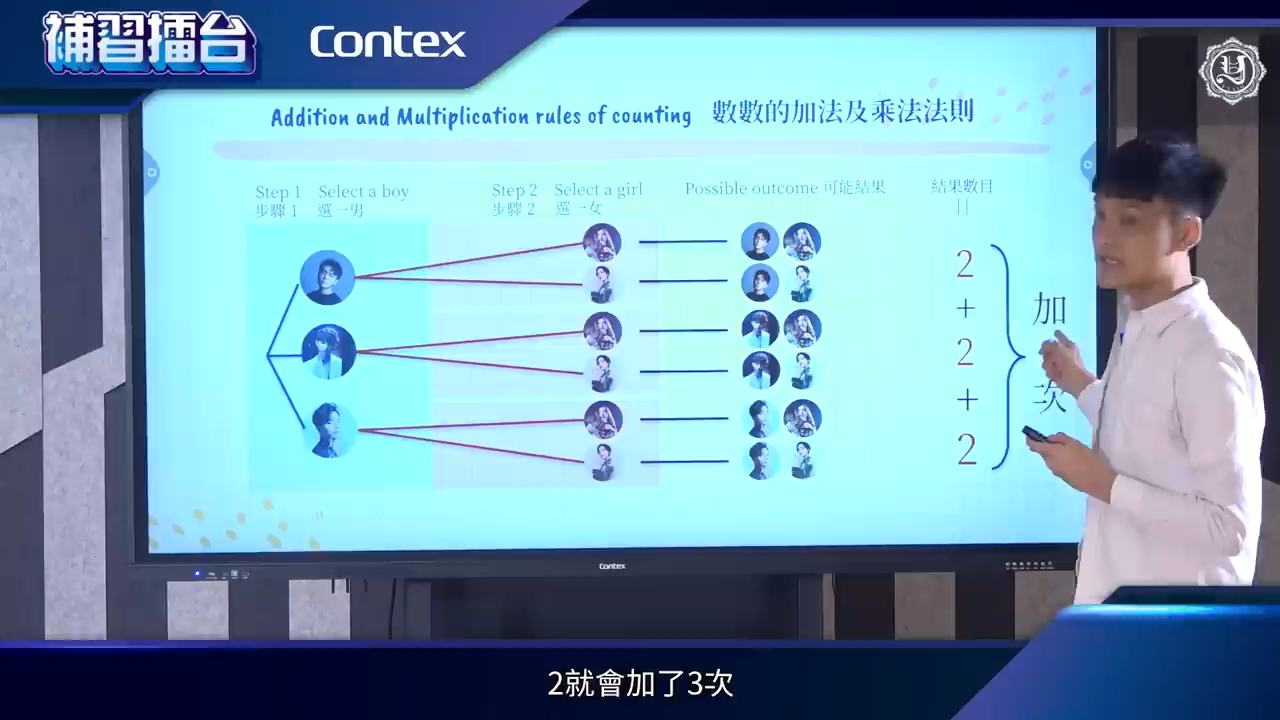 補習擂台
Contex
Y
Addition and Multiplication rules of counting 數數的加法及乘法法則
Step 1 Select a boy
步驟 1 選一男
Step 2 Select a girl
步驟 2 選一女
Possible outcome 可能結果
結果數目
2
+
2
+
2
加
次
Contex
2就會加了3次